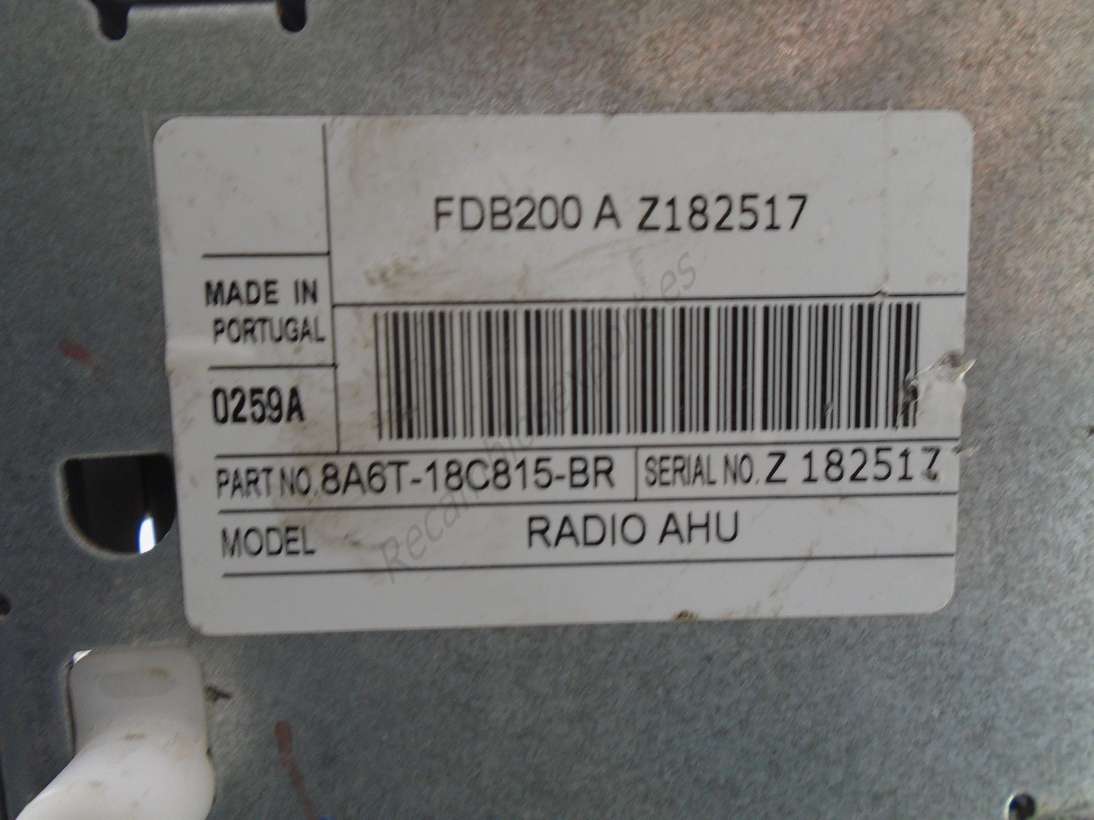 FDB200 A Z182517
MADE IN
PORTUGAL
0259A
PART NO. 8A6T-18C815-BR
SERIAL NO. Z 182517
MODEL
RADIO AHU